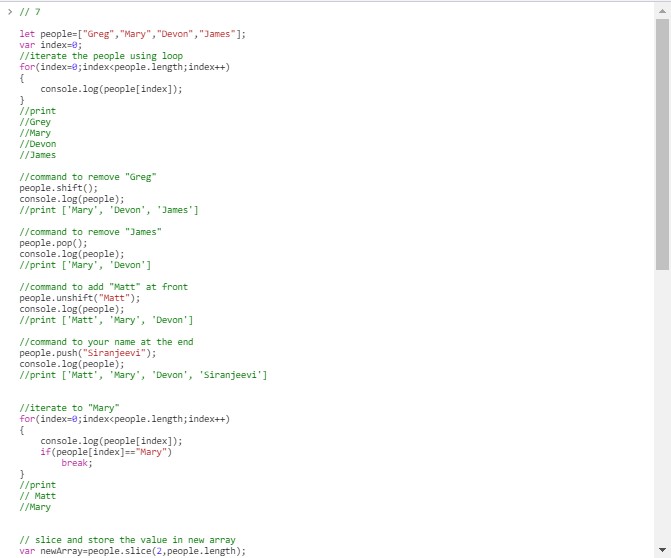 > // 7
let people=["Greg","Mary","Devon","James"];
var index=0;
//iterate the people using loop
for(index=0;index<people.length;index++)
{
    console.log(people[index]);
}
//print
//Grey
//Mary
//Devon
//James
//command to remove "Greg"
people.shift();
console.log(people);
//print ['Mary', 'Devon', 'James']
//command to remove "James"
people.pop();
console.log(people);
//print ['Mary', 'Devon']
//command to add "Matt" at front
people.unshift("Matt");
console.log(people);
//print ['Matt', 'Mary', 'Devon']
//command to your name at the end
people.push("Siranjeevi");
console.log(people);
//print ['Matt', 'Mary', 'Devon', 'Siranjeevi']
//iterate to "Mary"
for(index=0;index<people.length;index++)
{
    console.log(people[index]);
    if(people[index]=="Mary")
        break;
}
//print
// Matt
//Mary
// slice and store the value in new array
var newArray=people.slice(2,people.length);